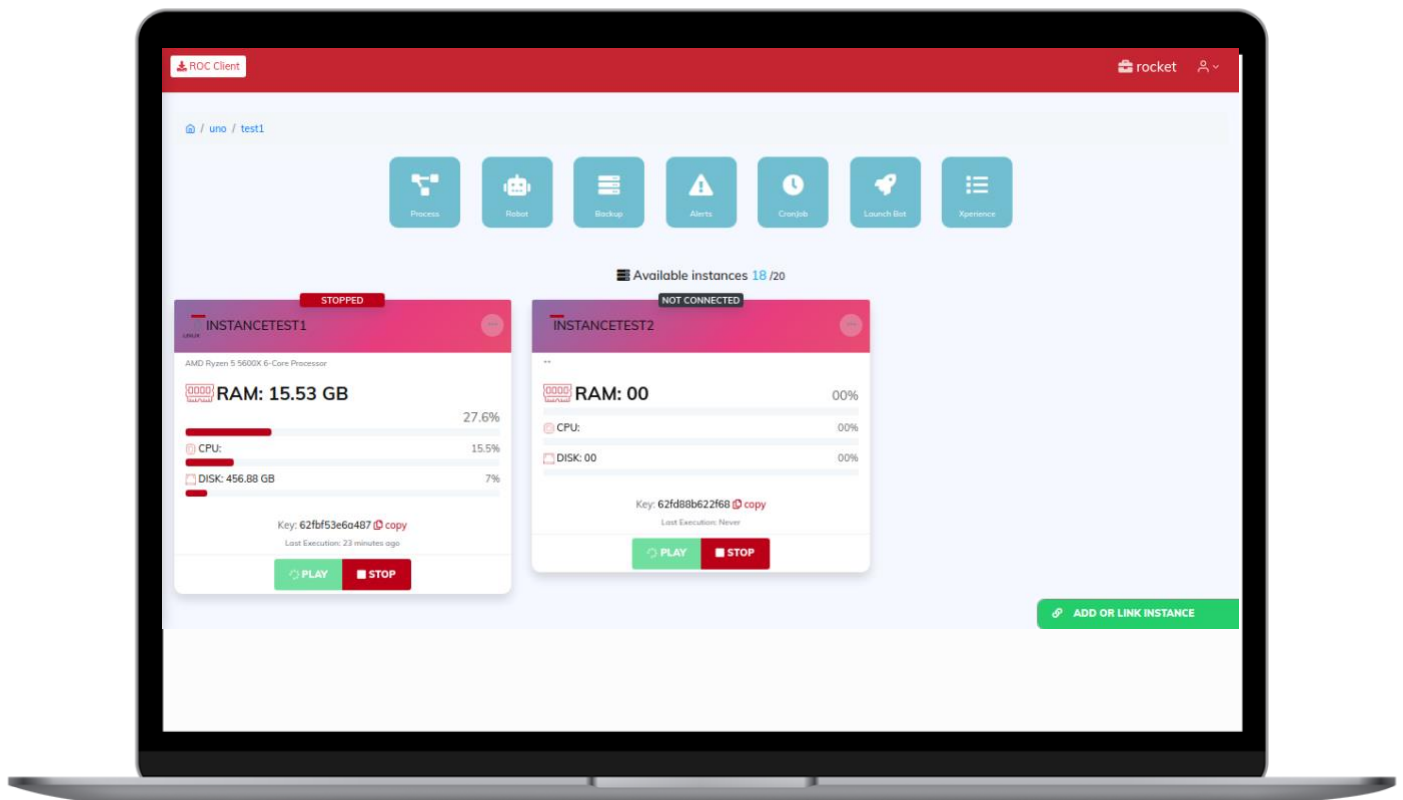 ROC Client
rocket
/ uno / test1
Process
Robot
Backup
Alerts
CronJob
Launch Bot
Xperience
Available instances 18 /20
STOPPED
LINUX
INSTANCETEST1
AMD Ryzen 5 5600X 6-Core Processor
RAM: 15.53 GB
27.6%
CPU:
15.5%
DISK: 456.88 GB
7%
Key: 62fbf53e6a487 copy
Last Execution: 23 minutes ago
PLAY
STOP
NOT CONNECTED
INSTANCETEST2
--
RAM: 00
00%
CPU:
00%
DISK: 00
00%
Key: 62fd88b622f68 copy
Last Execution: Never
PLAY
STOP
ADD OR LINK INSTANCE